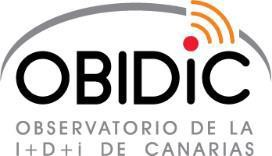 OBIDiC
OBSERVATORIO DE LA
I+D+i DE CANARIAS